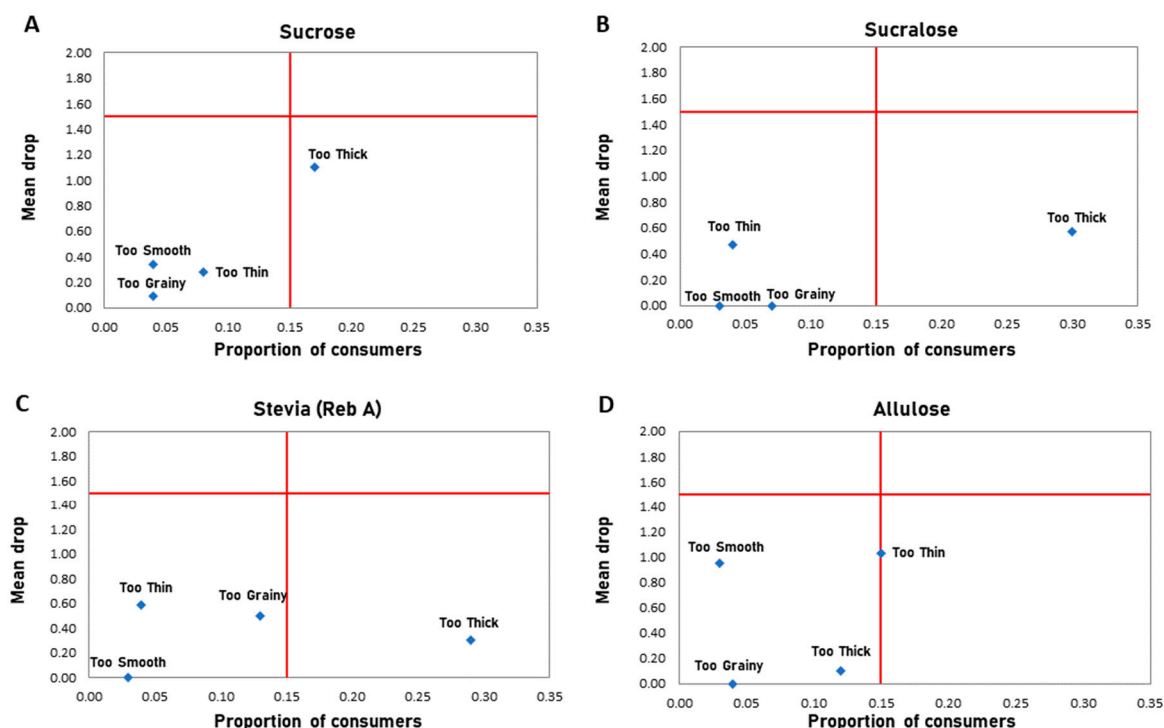 A
Sucrose
2.00
1.80
1.60
1.40
1.20
1.00
0.80
0.60
0.40
0.20
0.00
Mean drop
Too Thick
Too Smooth
Too Grainy
Too Thin
0.00 0.05 0.10 0.15 0.20 0.25 0.30 0.35
Proportion of consumers
B
Sucralose
2.00
1.80
1.60
1.40
1.20
1.00
0.80
0.60
0.40
0.20
0.00
Mean drop
Too Thin
Too Thick
Too Smooth
Too Grainy
0.00 0.05 0.10 0.15 0.20 0.25 0.30 0.35
Proportion of consumers
C
Stevia (Reb A)
2.00
1.80
1.60
1.40
1.20
1.00
0.80
0.60
0.40
0.20
0.00
Mean drop
Too Thin
Too Grainy
Too Thick
Too Smooth
0.00 0.05 0.10 0.15 0.20 0.25 0.30 0.35
Proportion of consumers
D
Allulose
2.00
1.80
1.60
1.40
1.20
1.00
0.80
0.60
0.40
0.20
0.00
Mean drop
Too Smooth
Too Thin
Too Thick
Too Grainy
0.00 0.05 0.10 0.15 0.20 0.25 0.30 0.35
Proportion of consumers